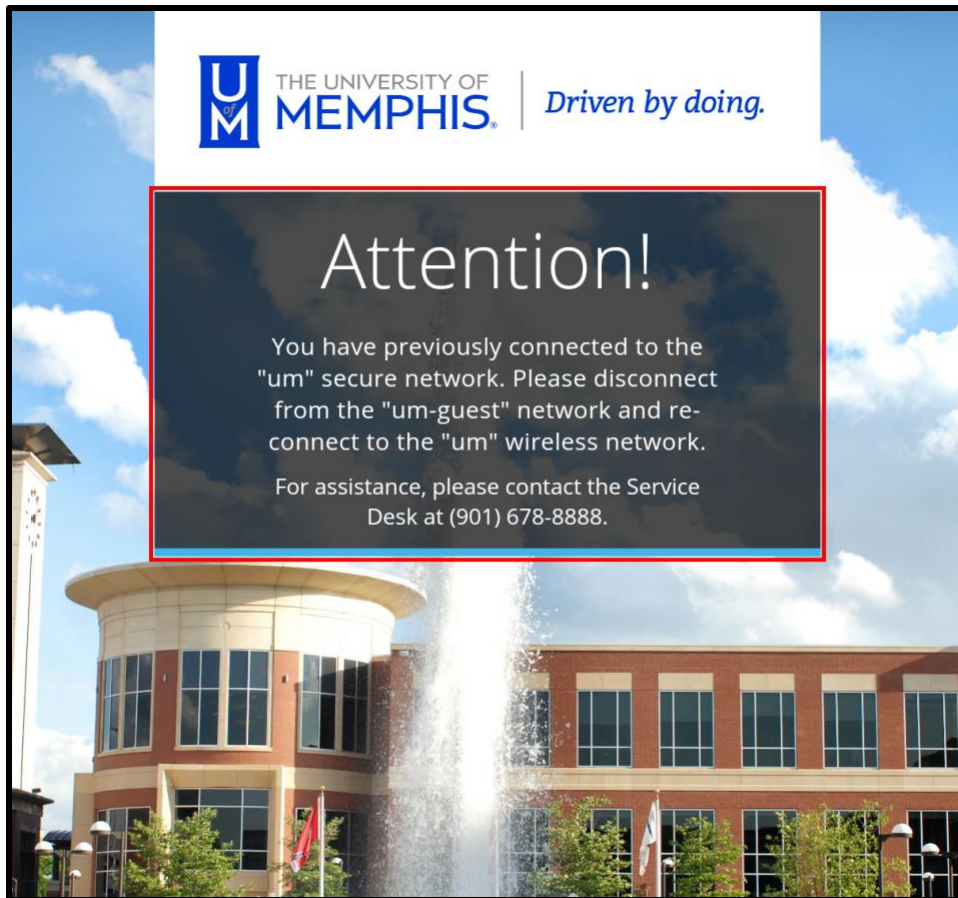 U
of
M
THE UNIVERSITY OF
MEMPHIS®
Driven by doing.
Attention!
You have previously connected to the
"um" secure network. Please disconnect
from the "um-guest" network and re-
connect to the "um" wireless network.
For assistance, please contact the Service
Desk at (901) 678-8888.